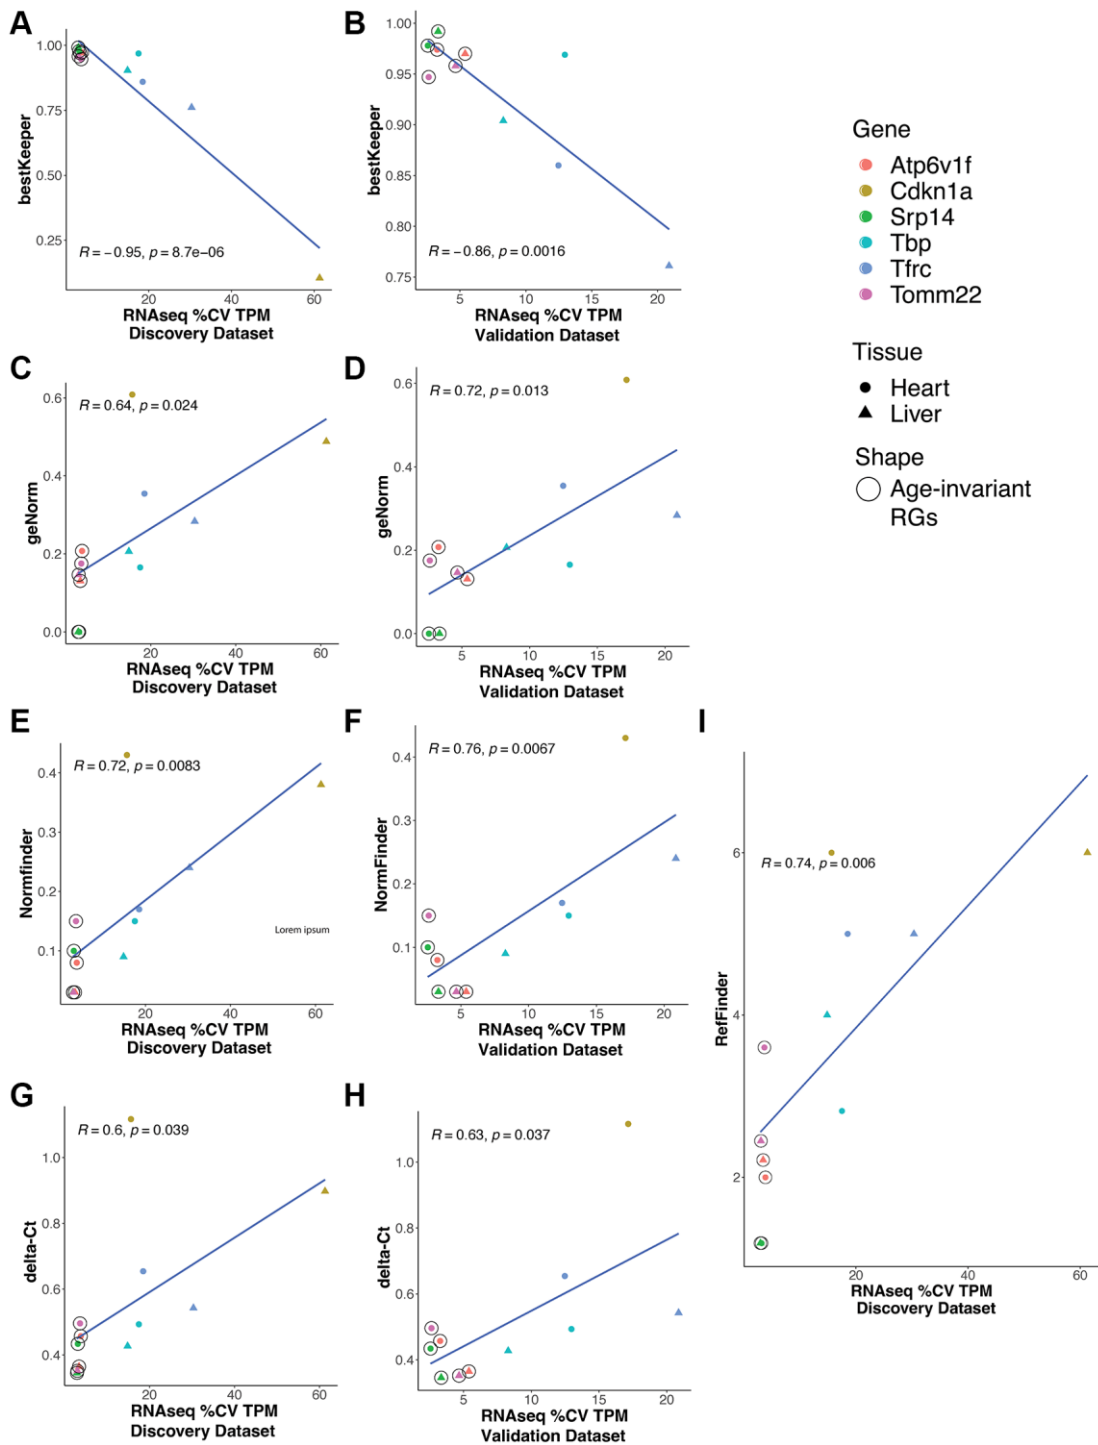 A
1.00
0.75
0.50
0.25
bestKeeper
R = −0.95, p = 8.7e−06
20
40
60
RNAseq %CV TPM
Discovery Dataset
B
1.00
0.95
0.90
0.85
0.80
0.75
bestKeeper
R = −0.86, p = 0.0016
5
10
15
20
RNAseq %CV TPM
Validation Dataset
Gene
Atp6v1f
Cdkn1a
Srp14
Tbp
Tfrc
Tomm22
Tissue
Heart
Liver
Shape
Age-invariant
RGs
C
0.6
0.4
0.2
0.0
geNorm
R = 0.64, p = 0.024
20
40
60
RNAseq %CV TPM
Discovery Dataset
D
0.6
0.4
0.2
0.0
geNorm
R = 0.72, p = 0.013
5
10
15
20
RNAseq %CV TPM
Validation Dataset
E
0.4
0.3
0.2
0.1
Normfinder
R = 0.72, p = 0.0083
Lorem ipsum
20
40
60
RNAseq %CV TPM
Discovery Dataset
F
0.4
0.3
0.2
0.1
NormFinder
R = 0.76, p = 0.0067
5
10
15
20
RNAseq %CV TPM
Validation Dataset
I
6
4
2
RefFinder
R = 0.74, p = 0.006
20
40
60
RNAseq %CV TPM
Discovery Dataset
G
1.0
0.8
0.6
0.4
delta-Ct
R = 0.6, p = 0.039
20
40
60
RNAseq %CV TPM
Discovery Dataset
H
1.0
0.8
0.6
0.4
delta-Ct
R = 0.63, p = 0.037
5
10
15
20
RNAseq %CV TPM
Validation Dataset